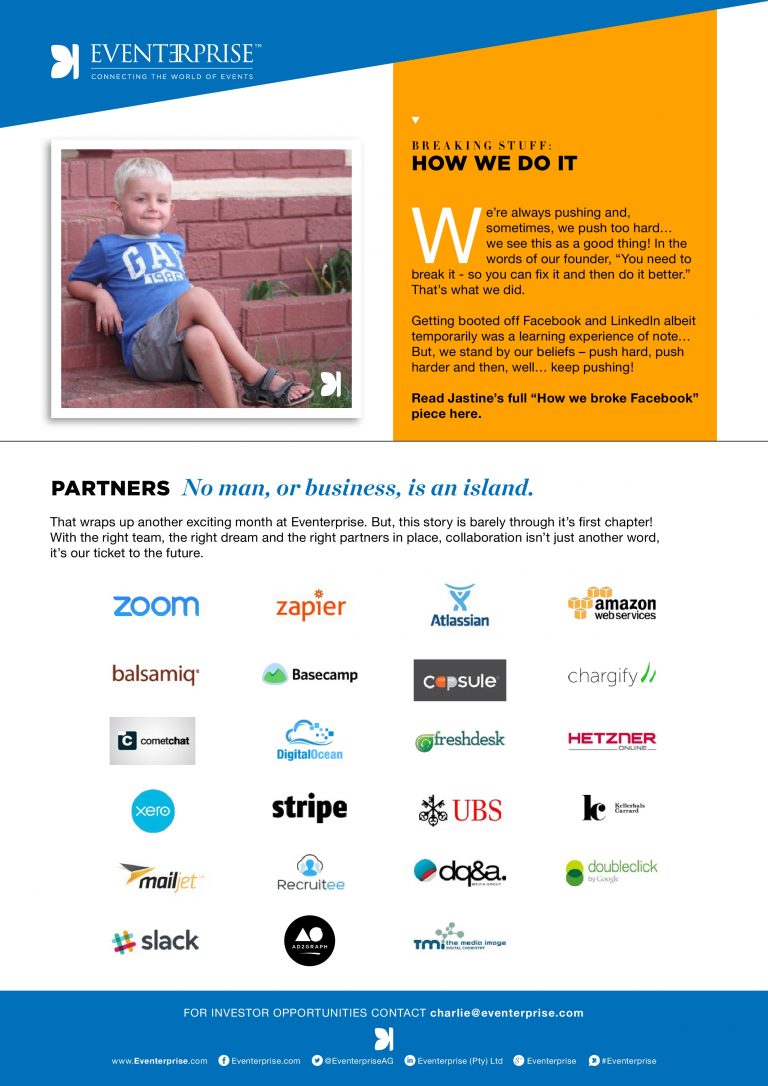 EVENTERPRISE™
CONNECTING THE WORLD OF EVENTS
GAP
1986
BREAKING STUFF:
HOW WE DO IT
We’re always pushing and,
sometimes, we push too hard…
we see this as a good thing! In the
words of our founder, “You need to
break it - so you can fix it and then do it better.”
That’s what we did.
Getting booted off Facebook and LinkedIn albeit
temporarily was a learning experience of note…
But, we stand by our beliefs – push hard, push
harder and then, well… keep pushing!
Read Jastine’s full “How we broke Facebook”
piece here.
PARTNERS No man, or business, is an island.
That wraps up another exciting month at Eventerprise. But, this story is barely through it’s first chapter!
With the right team, the right dream and the right partners in place, collaboration isn’t just another word,
it’s our ticket to the future.
zoom
zapier
Atlassian
amazon
webservices
balsamiq®
Basecamp
capsule
chargify
C cometchat
DigitalOcean
freshdesk
HETZNER
ONLINE
xero
stripe
UBS
kc Kellerhals
Carrard
mailjet™
Recruitee
dq&a.
MEDIA GROUP
doubleclick
by Google
slack
AD2GRAPH
TMI the media image
DIGITAL CHEMISTRY
FOR INVESTOR OPPORTUNITIES CONTACT charlie@eventerprise.com
www.Eventerprise.com f Eventerprise.com @EventerpriseAG in Eventerprise (Pty) Ltd g+ Eventerprise #Eventerprise